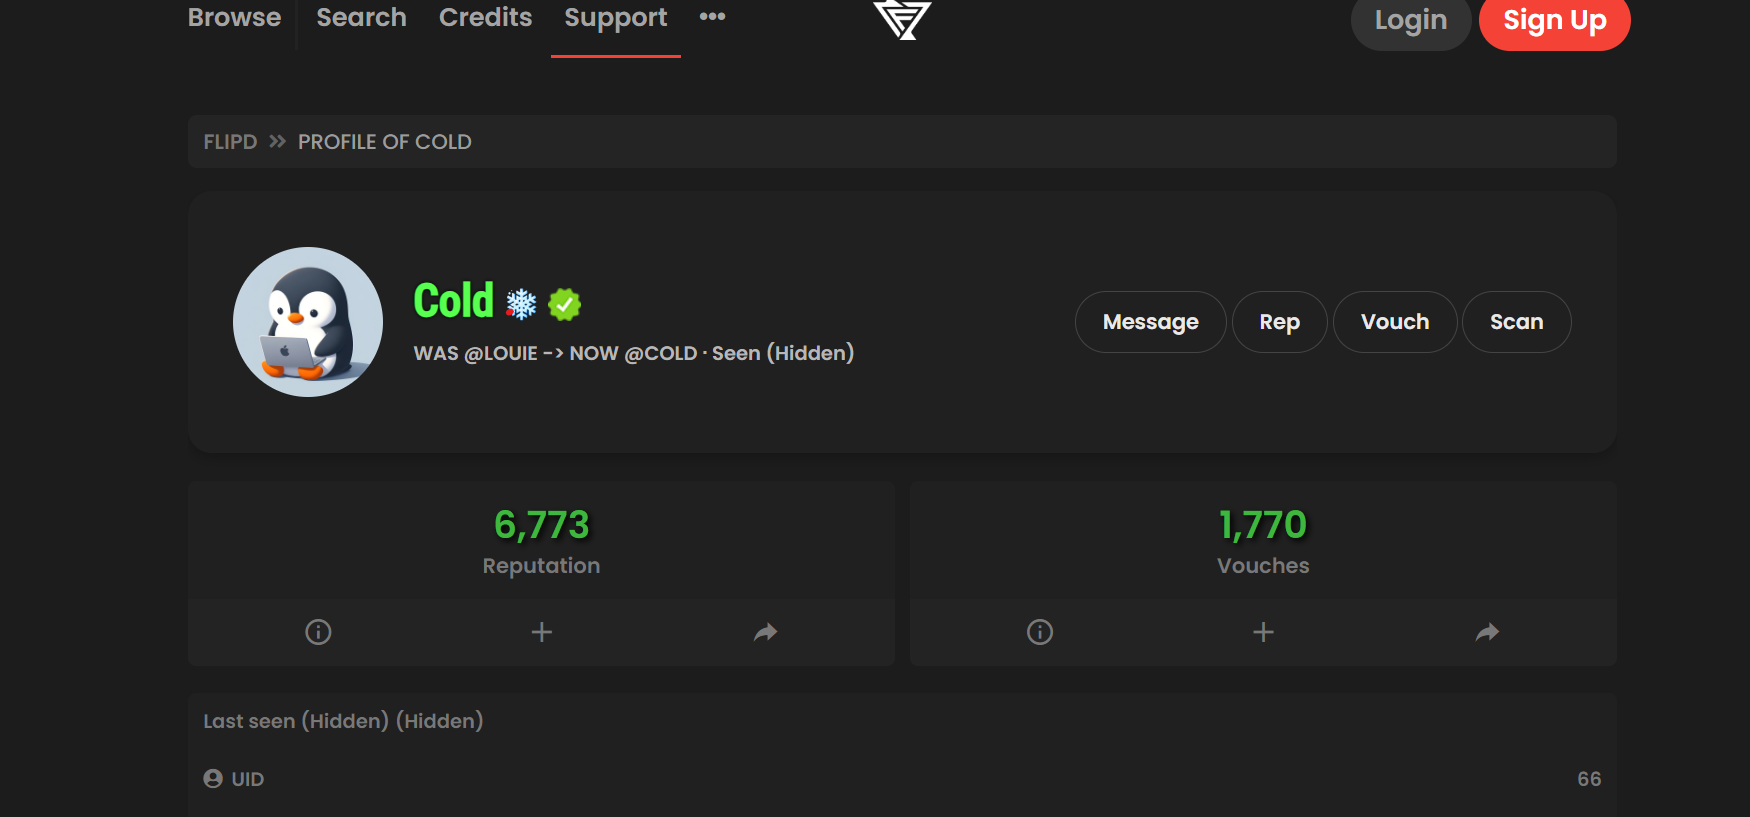 Browse Search Credits Support •••
Login Sign Up
FLIPD » PROFILE OF COLD
Cold
WAS @LOUIE -> NOW @COLD · Seen (Hidden)
Message Rep Vouch Scan
6,773
Reputation
1,770
Vouches
Last seen (Hidden) (Hidden)
UID 66